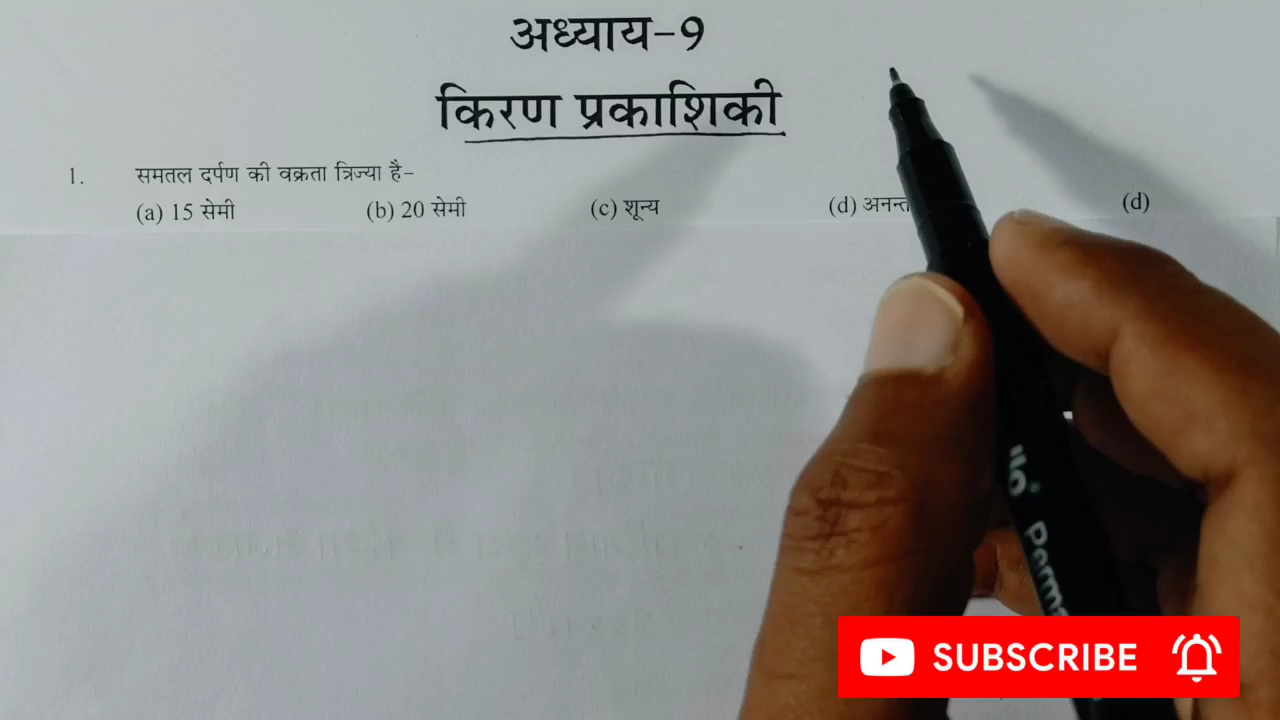 अध्याय-9
किरण प्रकाशिकी
1. समतल दर्पण की वक्रता त्रिज्या है-
(a) 15 सेमी (b) 20 सेमी (c) शून्य (d) अनन्त (d)
SUBSCRIBE